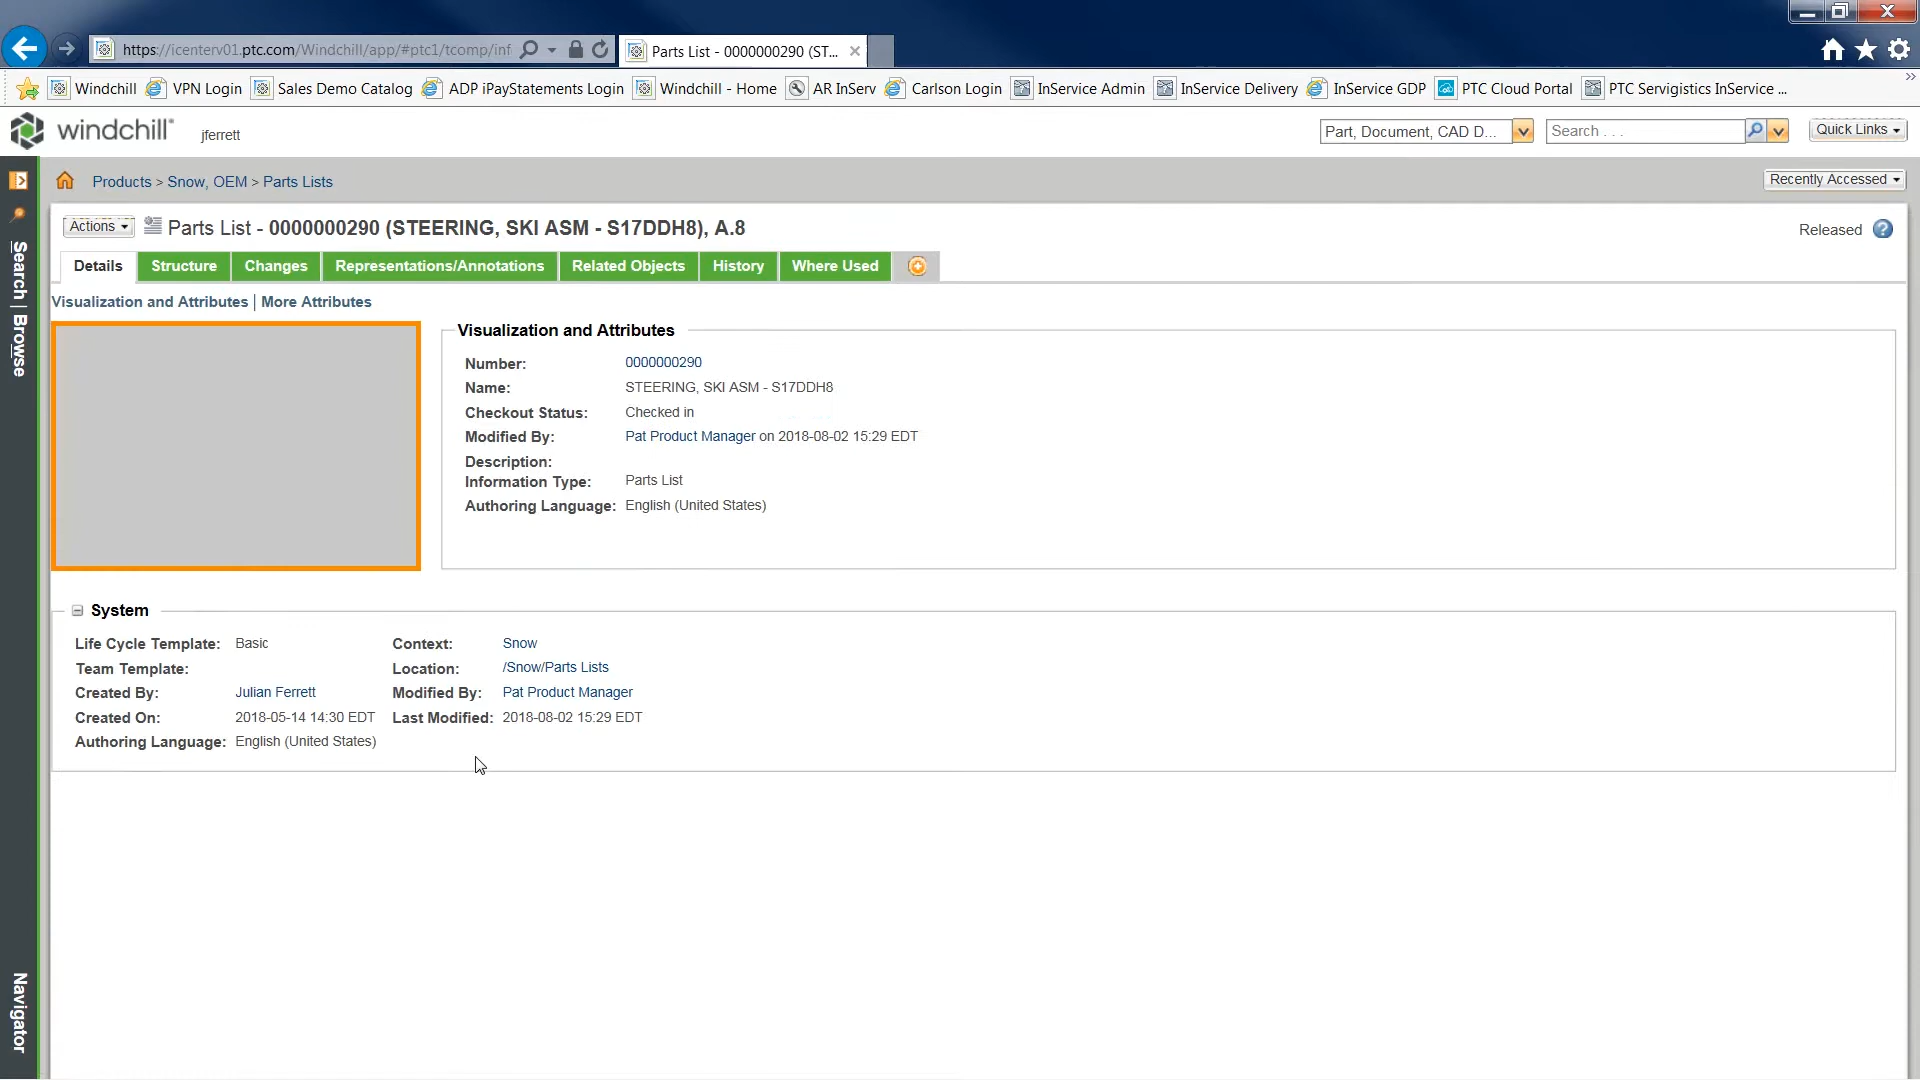 https://icenterv01.ptc.com/Windchill/app/#ptc1/tcomp/inf
Parts List - 0000000290 (ST...
Windchill VPN Login Sales Demo Catalog ADP iPayStatements Login Windchill - Home AR InServ Carlson Login InService Admin InService Delivery InService GDP PTC Cloud Portal PTC Servigistics InService ...
windchill® jferrett Part, Document, CAD D... Search . . . Quick Links
Products > Snow, OEM > Parts Lists Recently Accessed
Actions Parts List - 0000000290 (STEERING, SKI ASM - S17DDH8), A.8 Released
Details Structure Changes Representations/Annotations Related Objects History Where Used
Visualization and Attributes | More Attributes
Search | Browse
Visualization and Attributes
Number: 0000000290
Name: STEERING, SKI ASM - S17DDH8
Checkout Status: Checked in
Modified By: Pat Product Manager on 2018-08-02 15:29 EDT
Description:
Information Type: Parts List
Authoring Language: English (United States)
System
Life Cycle Template: Basic Context: Snow
Team Template: Location: /Snow/Parts Lists
Created By: Julian Ferrett Modified By: Pat Product Manager
Created On: 2018-05-14 14:30 EDT Last Modified: 2018-08-02 15:29 EDT
Authoring Language: English (United States)
Navigator